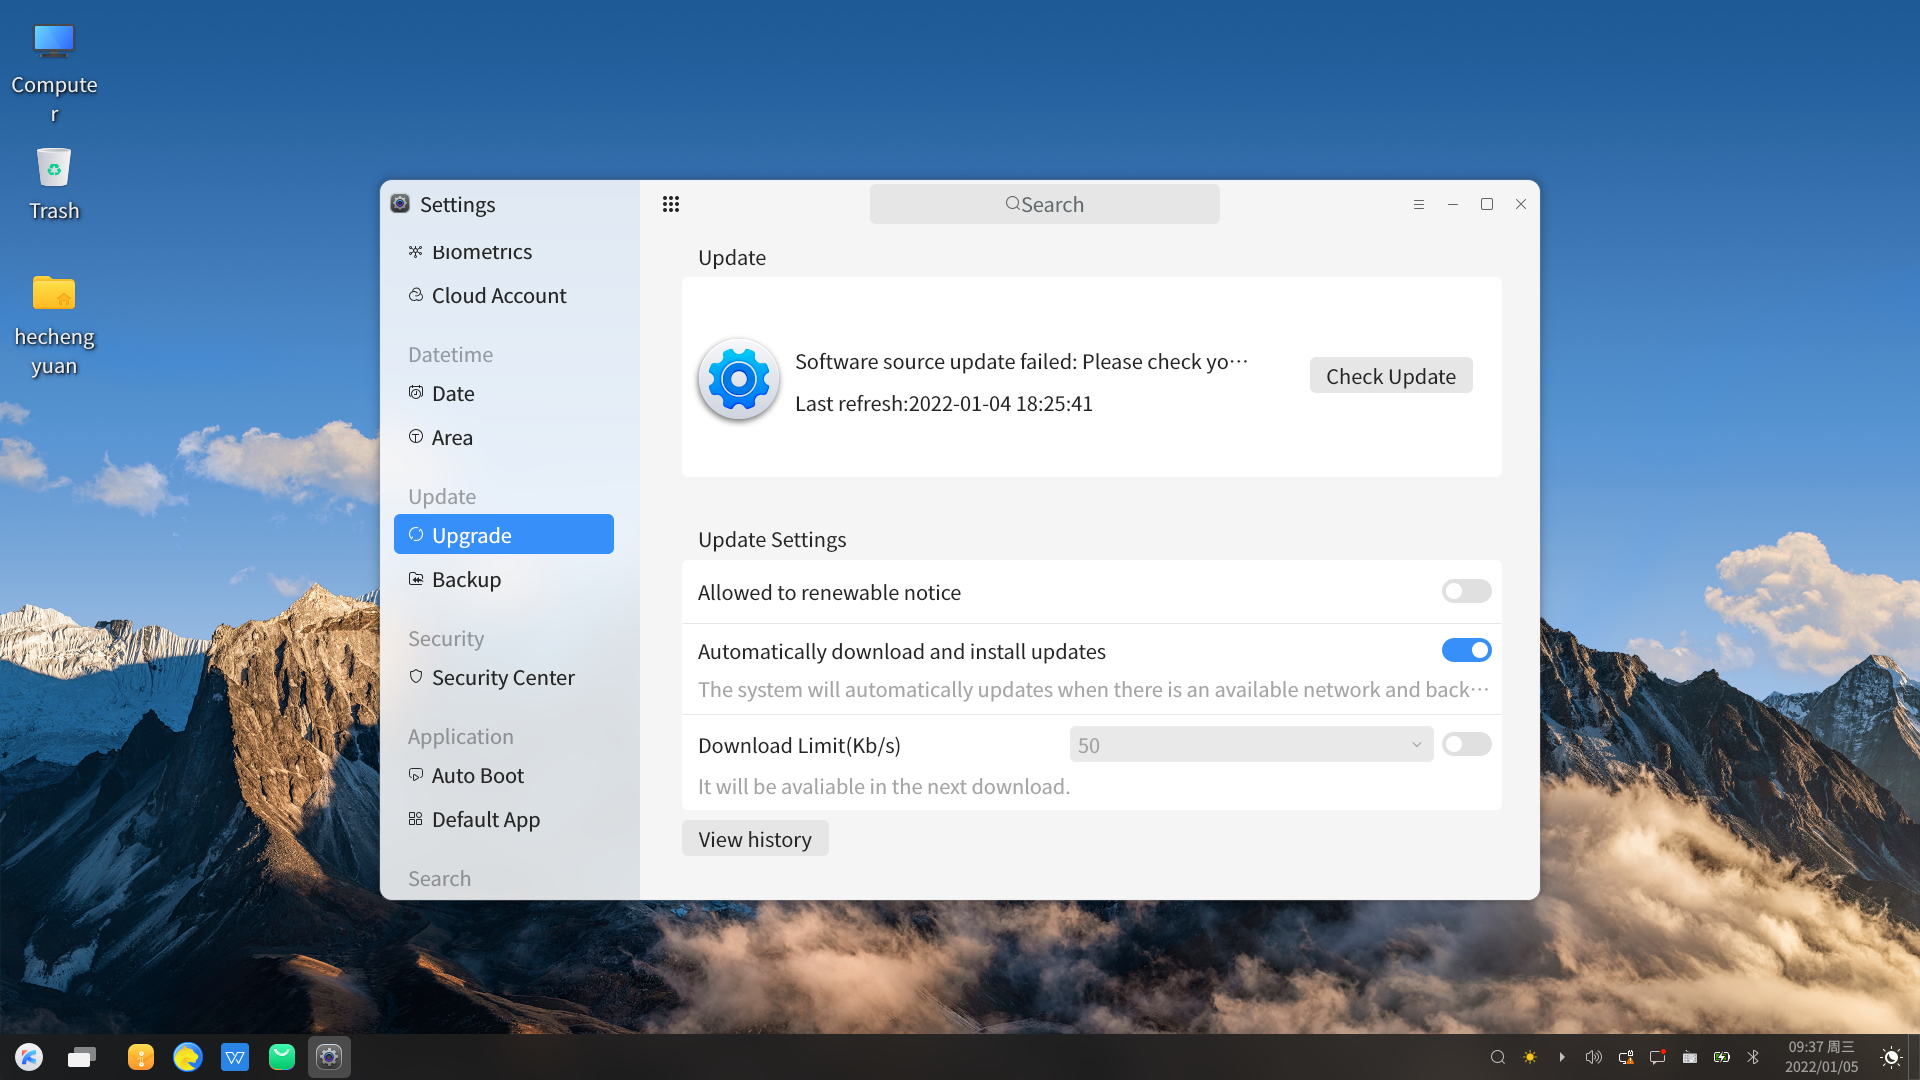 Compute
r
Trash
hecheng
yuan
Settings
Biometrics
Cloud Account
Datetime
Date
Area
Update
Upgrade
Backup
Security
Security Center
Application
Auto Boot
Default App
Search
Search
Update
Software source update failed: Please check yo···
Last refresh:2022-01-04 18:25:41
Check Update
Update Settings
Allowed to renewable notice
Automatically download and install updates
The system will automatically updates when there is an available network and back···
Download Limit(Kb/s)
50
It will be avaliable in the next download.
View history
09:37 周三
2022/01/05